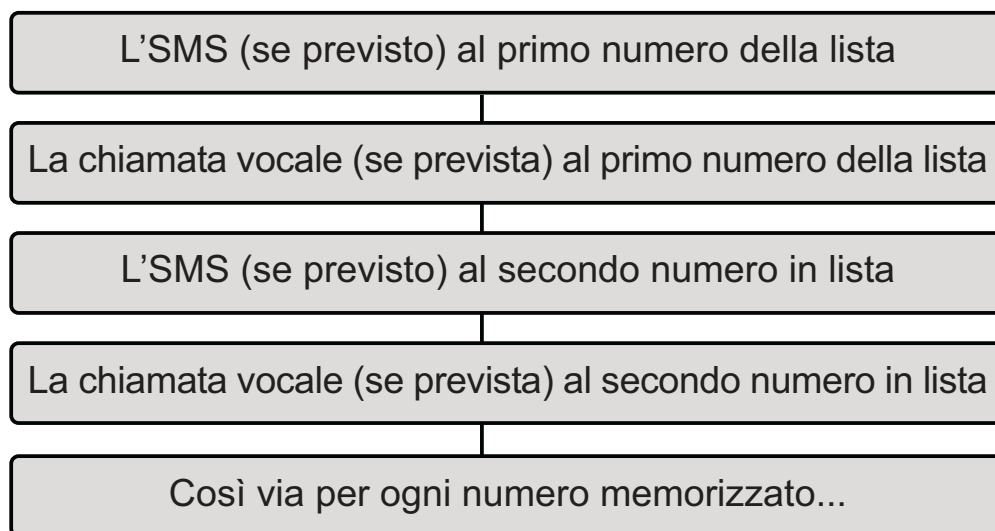 L’SMS (se previsto) al primo numero della lista
La chiamata vocale (se prevista) al primo numero della lista
L’SMS (se previsto) al secondo numero in lista
La chiamata vocale (se prevista) al secondo numero in lista
Così via per ogni numero memorizzato...